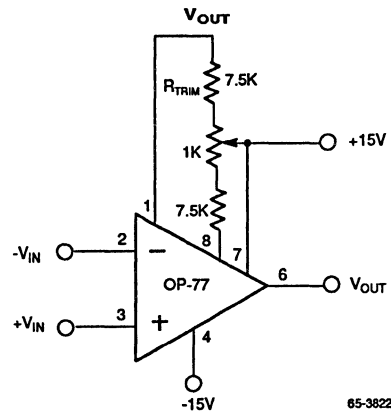 VOUT
RTRIM 7.5K
1K
+15V
7.5K
1
8
7
2
-VIN
−
OP-77
6
VOUT
3
+VIN
+
4
-15V
65-3822